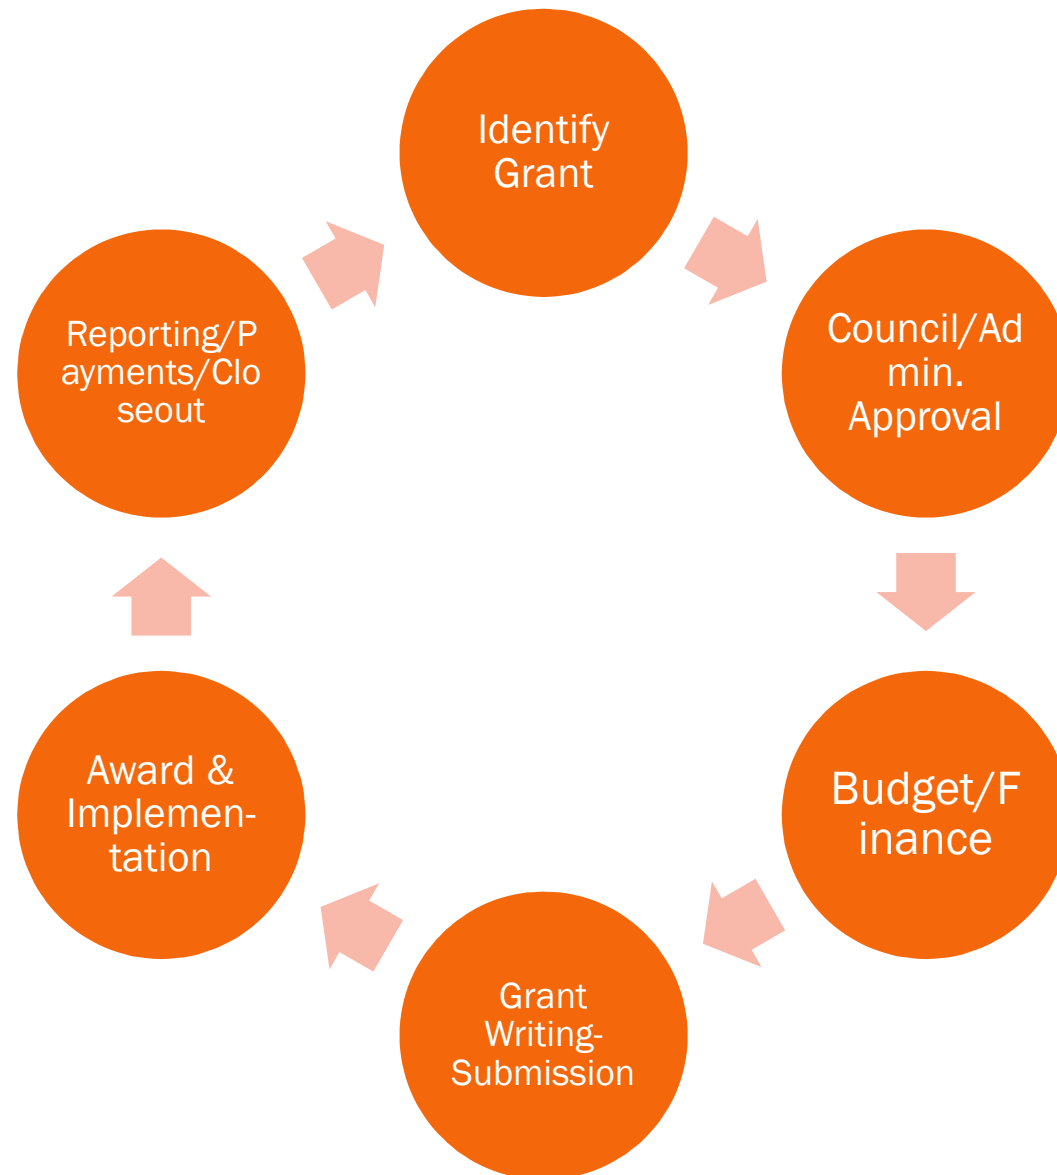 Identify
Grant
Council/Ad
min.
Approval
Budget/F
inance
Grant
Writing-
Submission
Award &
Implemen-
tation
Reporting/P
ayments/Clo
seout